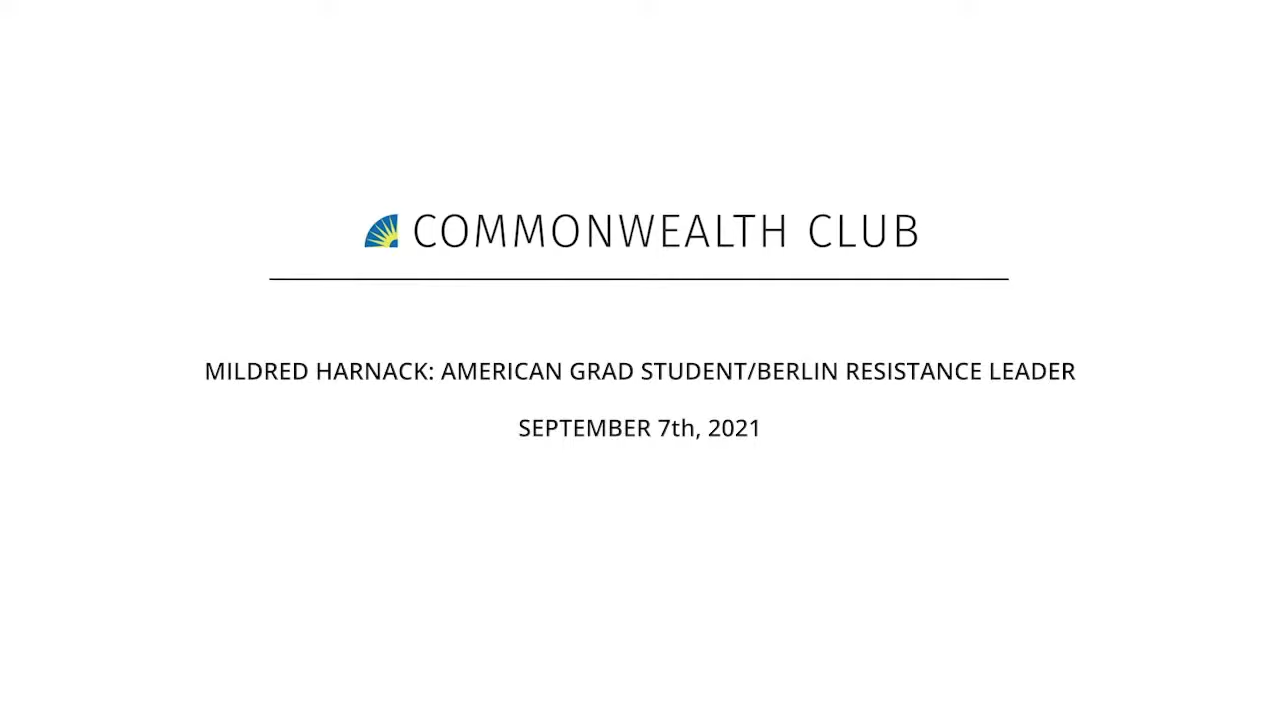 COMMONWEALTH CLUB
MILDRED HARNACK: AMERICAN GRAD STUDENT/BERLIN RESISTANCE LEADER
SEPTEMBER 7th, 2021